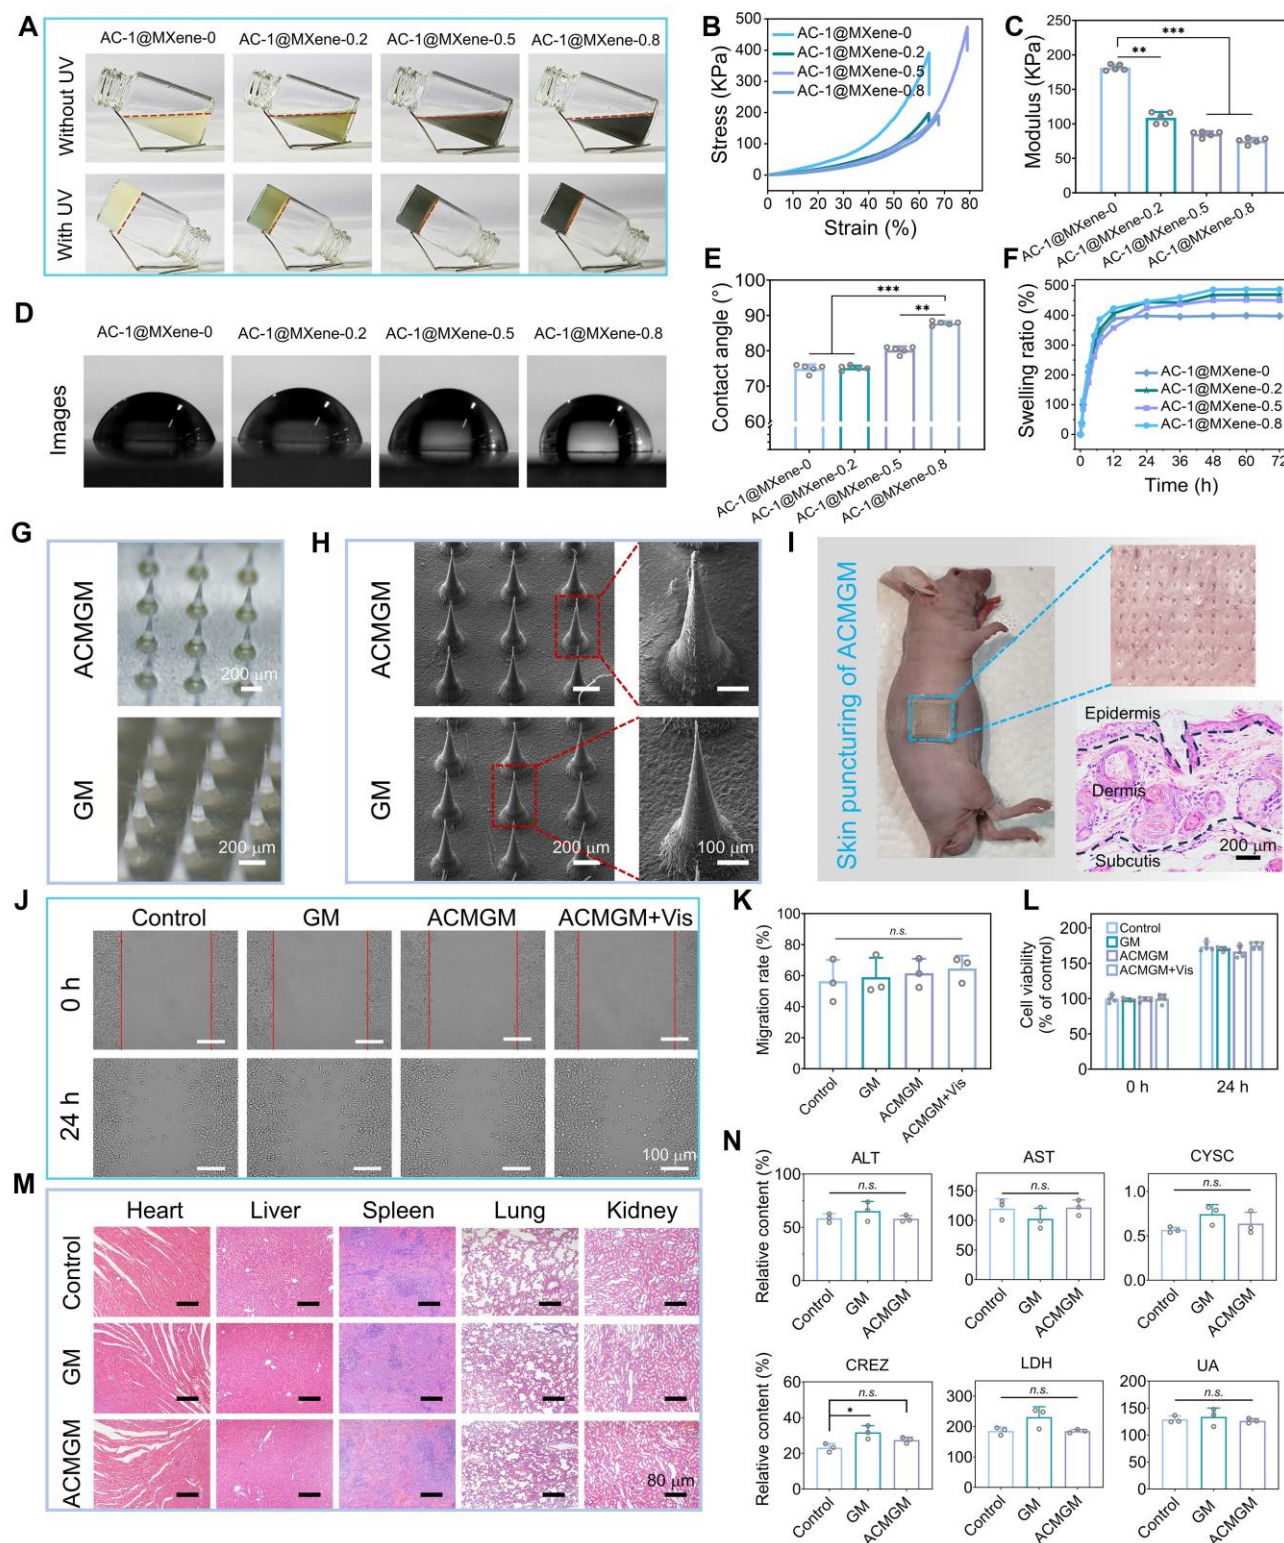 A
AC-1@MXene-0 AC-1@MXene-0.2 AC-1@MXene-0.5 AC-1@MXene-0.8
Without UV
With UV
B
Stress (KPa)
500
400
300
200
100
0
AC-1@MXene-0
AC-1@MXene-0.2
AC-1@MXene-0.5
AC-1@MXene-0.8
0 10 20 30 40 50 60 70 80 90
Strain (%)
C
Modulus (KPa)
250
200
150
100
50
0
**
***
AC-1@MXene-0
AC-1@MXene-0.2
AC-1@MXene-0.5
AC-1@MXene-0.8
D
AC-1@MXene-0 AC-1@MXene-0.2 AC-1@MXene-0.5 AC-1@MXene-0.8
Images
E
Contact angle (°)
100
90
80
70
60
***
**
AC-1@MXene-0
AC-1@MXene-0.2
AC-1@MXene-0.5
AC-1@MXene-0.8
F
Swelling ratio (%)
500
400
300
200
100
0
AC-1@MXene-0
AC-1@MXene-0.2
AC-1@MXene-0.5
AC-1@MXene-0.8
0 12 24 36 48 60 72
Time (h)
G
ACMGM
200 μm
GM
200 μm
H
ACMGM
GM
200 μm
100 μm
I
Skin puncturing of ACMGM
Epidermis
Dermis
Subcutis
200 μm
J
Control GM ACMGM ACMGM+Vis
0 h
24 h
100 μm
K
Migration rate (%)
100
80
60
40
20
0
n.s.
Control
GM
ACMGM
ACMGM+Vis
L
Cell viability
(% of control)
200
150
100
50
0
Control
GM
ACMGM
ACMGM+Vis
0 h 24 h
M
Heart Liver Spleen Lung Kidney
Control
GM
ACMGM
80 μm
N
ALT
Relative content (%)
100
50
0
n.s.
Control
GM
ACMGM
AST
150
100
50
0
n.s.
Control
GM
ACMGM
CYSC
1.0
0.5
0.0
n.s.
Control
GM
ACMGM
CREZ
Relative content (%)
60
40
20
0
n.s.
*
Control
GM
ACMGM
LDH
300
200
100
0
n.s.
Control
GM
ACMGM
UA
150
100
50
0
n.s.
Control
GM
ACMGM